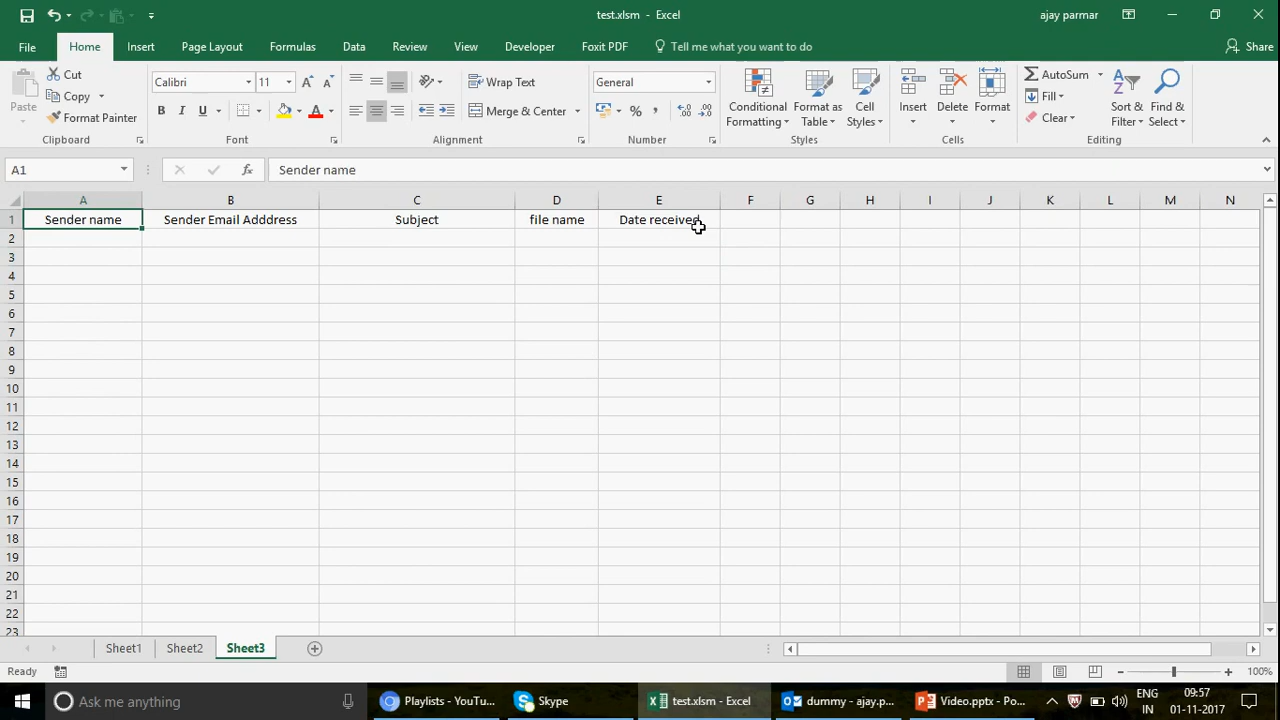 test.xlsm - Excel
ajay parmar
File Home Insert Page Layout Formulas Data Review View Developer Foxit PDF Tell me what you want to do Share
Paste
Cut
Copy
Format Painter
Clipboard
Calibri 11
B I U
Font
Wrap Text
Merge & Center
Alignment
General
Number
Conditional Formatting
Format as Table
Cell Styles
Styles
Insert Delete Format
Cells
AutoSum
Fill
Clear
Sort & Filter
Find & Select
Editing
A1 fx Sender name
A B C D E F G H I J K L M N
1 Sender name Sender Email Adddress Subject file name Date received
2
3
4
5
6
7
8
9
10
11
12
13
14
15
16
17
18
19
20
21
22
23
Sheet1 Sheet2 Sheet3
Ready 100%
Ask me anything Playlists - YouTu... Skype test.xlsm - Excel dummy - ajay.p... Video.pptx - Po...
ENG 09:57
IN 01-11-2017